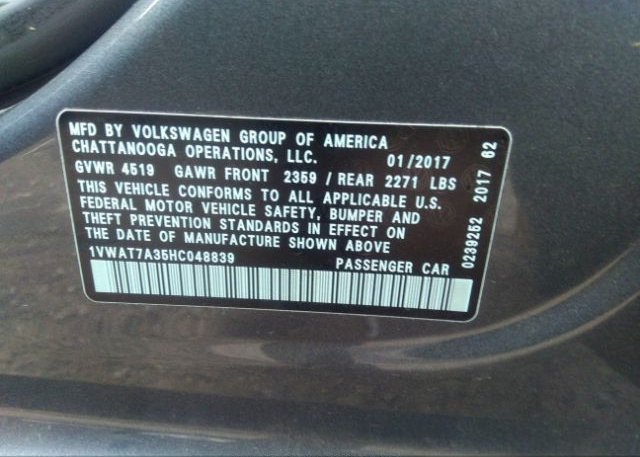 MFD BY VOLKSWAGEN GROUP OF AMERICA
CHATTANOOGA OPERATIONS, LLC. 01/2017
GVWR 4519 GAWR FRONT 2359 / REAR 2271 LBS
THIS VEHICLE CONFORMS TO ALL APPLICABLE U.S.
FEDERAL MOTOR VEHICLE SAFETY, BUMPER AND
THEFT PREVENTION STANDARDS IN EFFECT ON
THE DATE OF MANUFACTURE SHOWN ABOVE
1VWAT7A35HC048839 PASSENGER CAR
0239252 2017 62